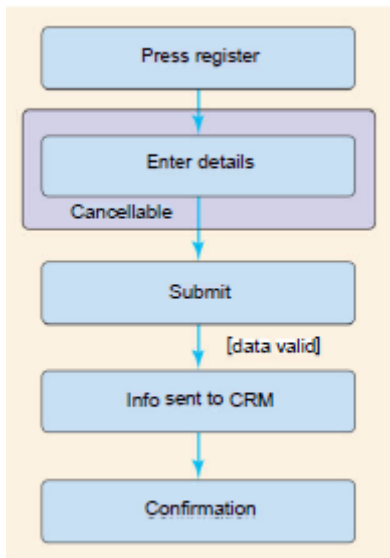 Press register
Enter details
Cancellable
Submit
[data valid]
Info sent to CRM
Confirmation